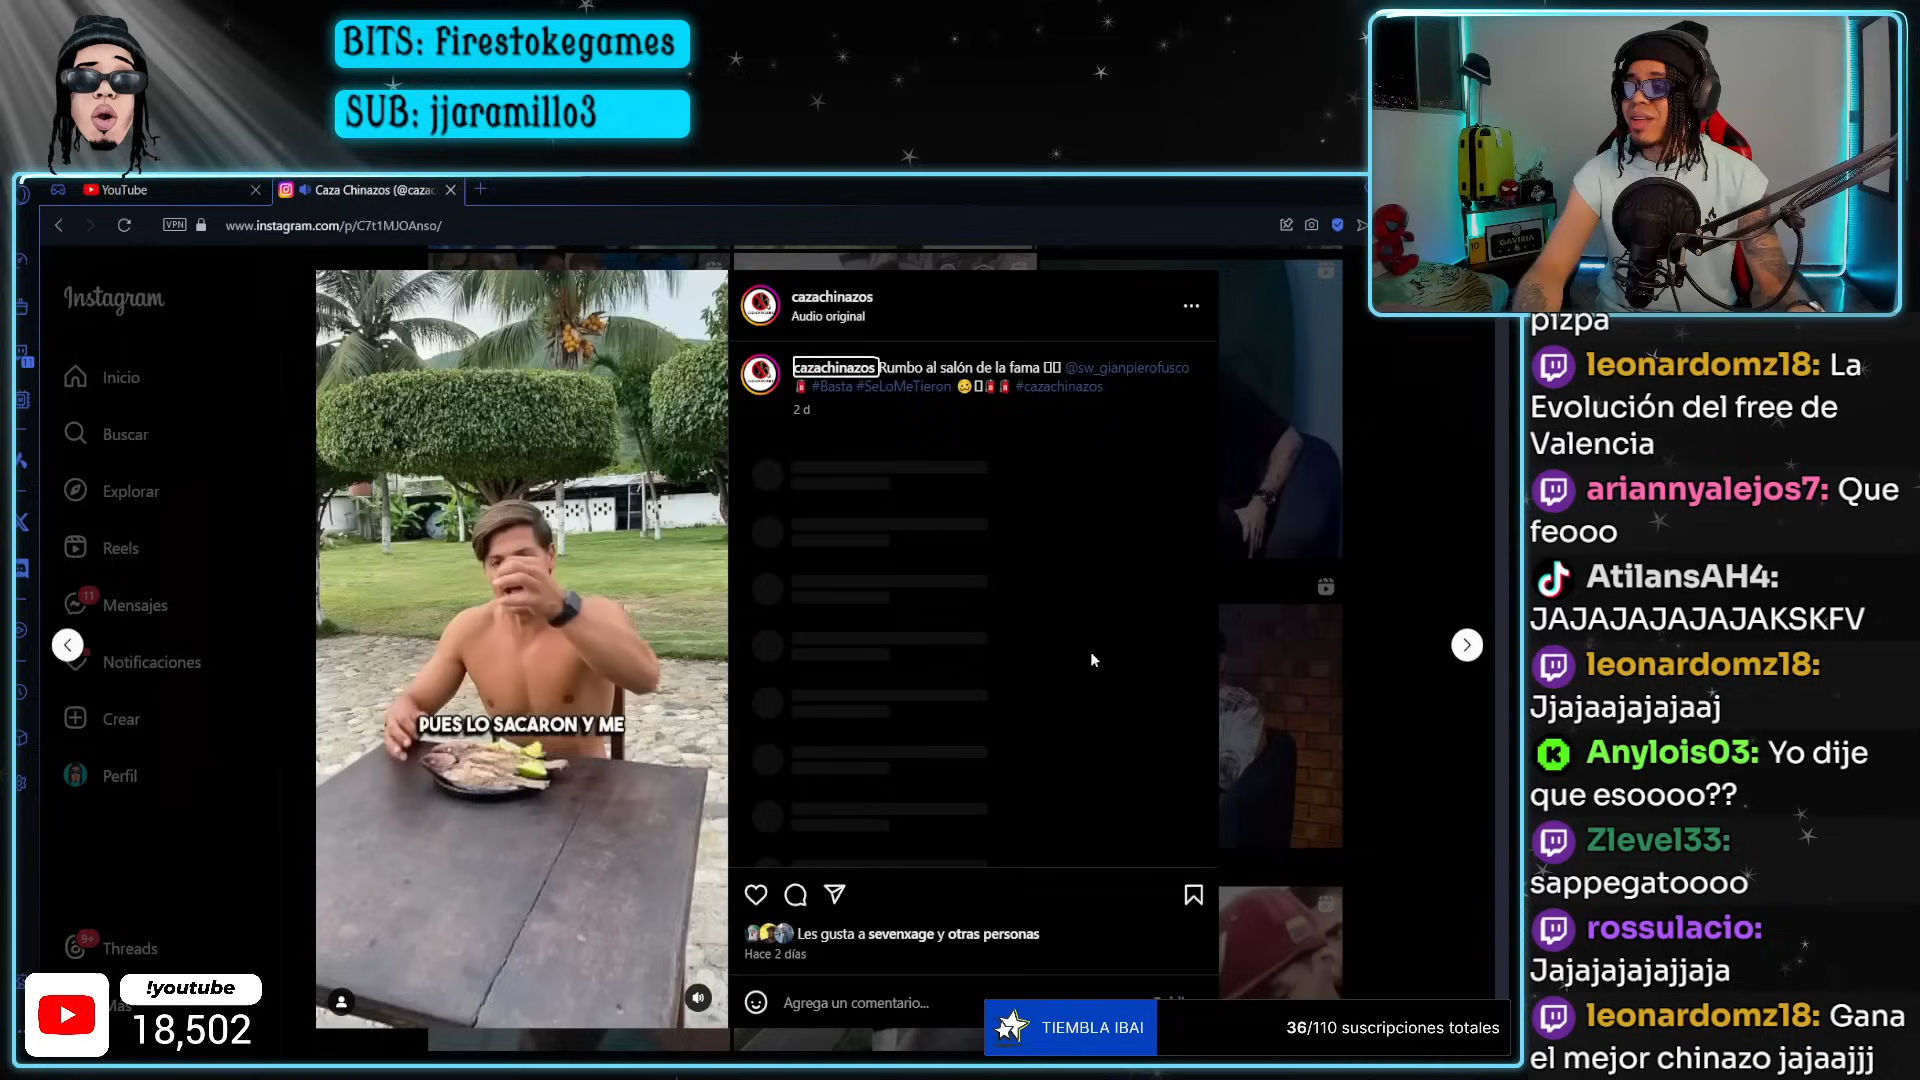 BITS: Firestokegames
SUB: jjaramillo3
YouTube
Caza Chinazos (@cazac
VPN
www.instagram.com/p/C7t1MJOAnso/
Instagram
Inicio
Buscar
Explorar
Reels
11
Mensajes
Notificaciones
Crear
Perfil
9+
Threads
!youtube
18,502
PUES LO SACARON Y ME
cazachinazos
Audio original
cazachinazos Rumbo al salón de la fama @sw_gianpierofusco
#Basta #SeLoMeTieron #cazachinazos
2 d
Les gusta a sevenxage y otras personas
Hace 2 días
Agrega un comentario...
TIEMBLA IBAI
36/110 suscripciones totales
GAVIRIA
pizpa
leonardomz18: La
Evolución del free de
Valencia
ariannyalejos7: Que
feooo
AtilansAH4:
JAJAJAJAJAJAKSKFV
leonardomz18:
Jjajaajajajaaj
Anylois03: Yo dije
que esoooo??
Zlevel33:
sappegatoooo
rossulacio:
Jajajajajajjaja
leonardomz18: Gana
el mejor chinazo jajaajjj